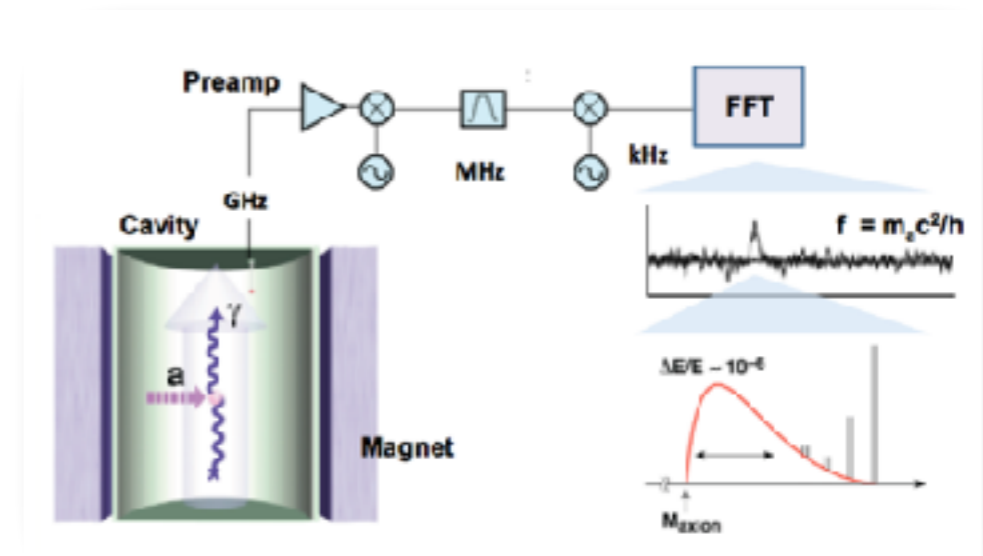 Preamp
FFT
MHz
kHz
GHz
Cavity
f = mac²/h
γ
a
ΔE/E ~ 10⁻⁶
Magnet
Maxion